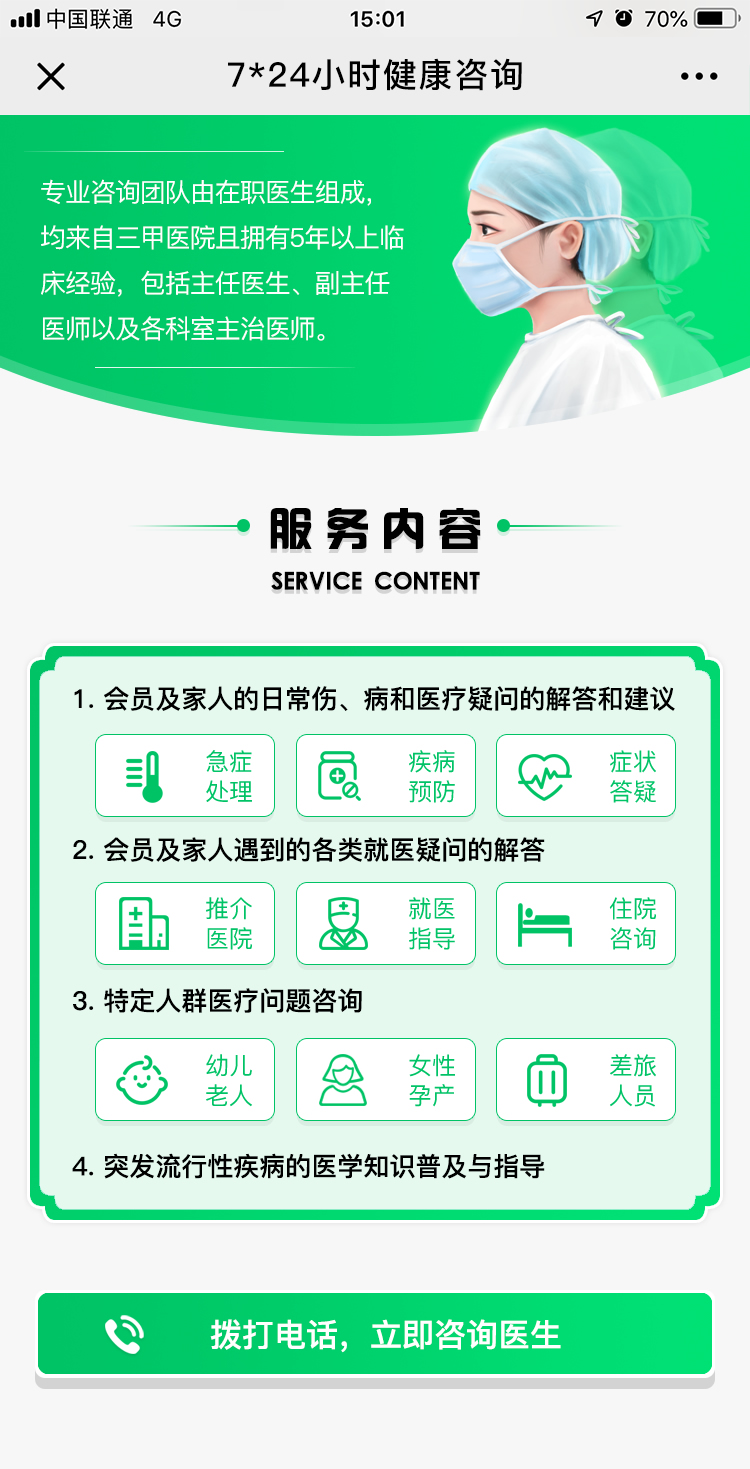 中国联通 4G 15:01 70%
7*24小时健康咨询
专业咨询团队由在职医生组成，
均来自三甲医院且拥有5年以上临
床经验，包括主任医生、副主任
医师以及各科室主治医师。
服务内容
SERVICE CONTENT
1. 会员及家人的日常伤、病和医疗疑问的解答和建议
急症
处理
疾病
预防
症状
答疑
2. 会员及家人遇到的各类就医疑问的解答
推介
医院
就医
指导
住院
咨询
3. 特定人群医疗问题咨询
幼儿
老人
女性
孕产
差旅
人员
4. 突发流行性疾病的医学知识普及与指导
拨打电话，立即咨询医生